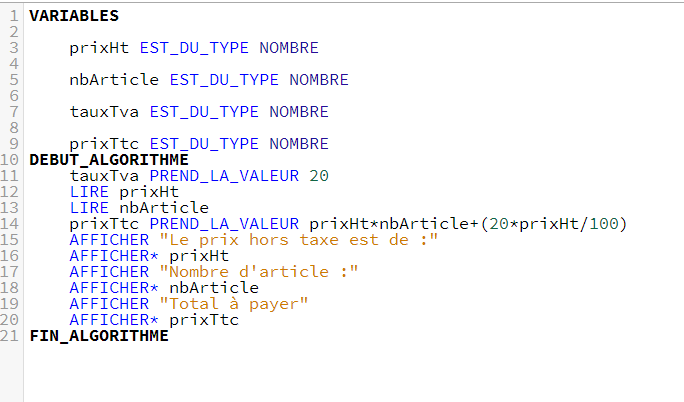 1 VARIABLES
2
3 prixHt EST_DU_TYPE NOMBRE
4
5 nbArticle EST_DU_TYPE NOMBRE
6
7 tauxTva EST_DU_TYPE NOMBRE
8
9 prixTtc EST_DU_TYPE NOMBRE
10 DEBUT_ALGORITHME
11 tauxTva PREND_LA_VALEUR 20
12 LIRE prixHt
13 LIRE nbArticle
14 prixTtc PREND_LA_VALEUR prixHt*nbArticle+(20*prixHt/100)
15 AFFICHER "Le prix hors taxe est de :"
16 AFFICHER* prixHt
17 AFFICHER "Nombre d'article :"
18 AFFICHER* nbArticle
19 AFFICHER "Total à payer"
20 AFFICHER* prixTtc
21 FIN_ALGORITHME